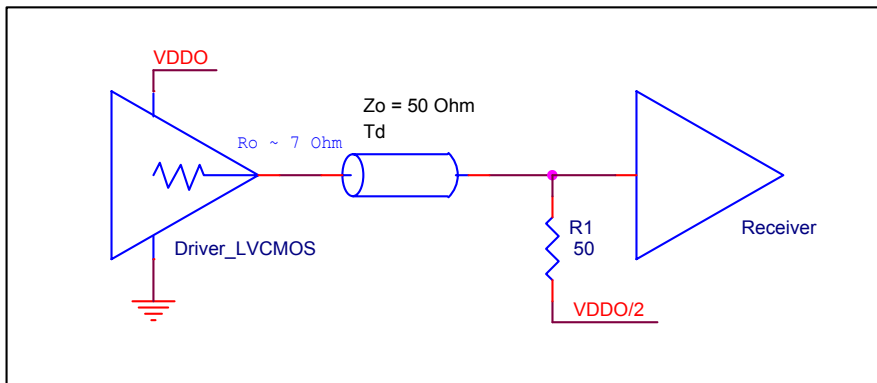 VDDO
Zo = 50 Ohm
Td
Ro ~ 7 Ohm
R1
50
Driver_LVCMOS
Receiver
VDDO/2